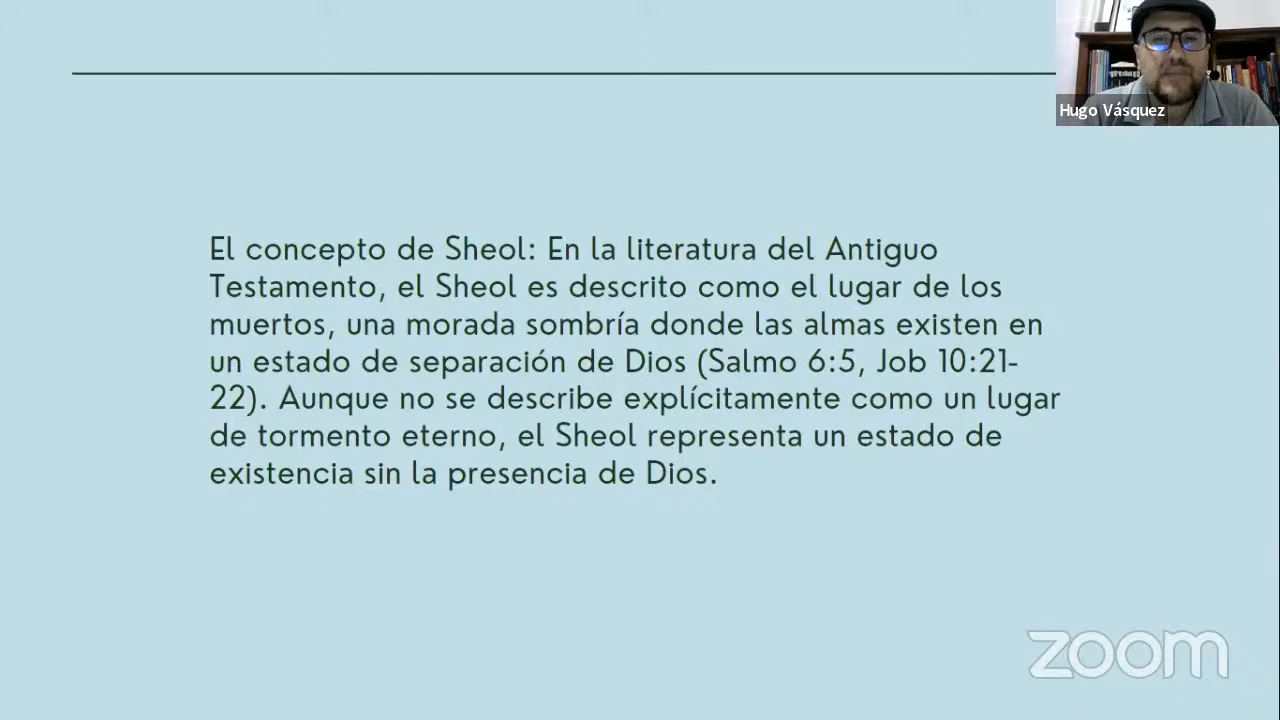 Hugo Vásquez
El concepto de Sheol: En la literatura del Antiguo
Testamento, el Sheol es descrito como el lugar de los
muertos, una morada sombría donde las almas existen en
un estado de separación de Dios (Salmo 6:5, Job 10:21-
22). Aunque no se describe explícitamente como un lugar
de tormento eterno, el Sheol representa un estado de
existencia sin la presencia de Dios.
zoom